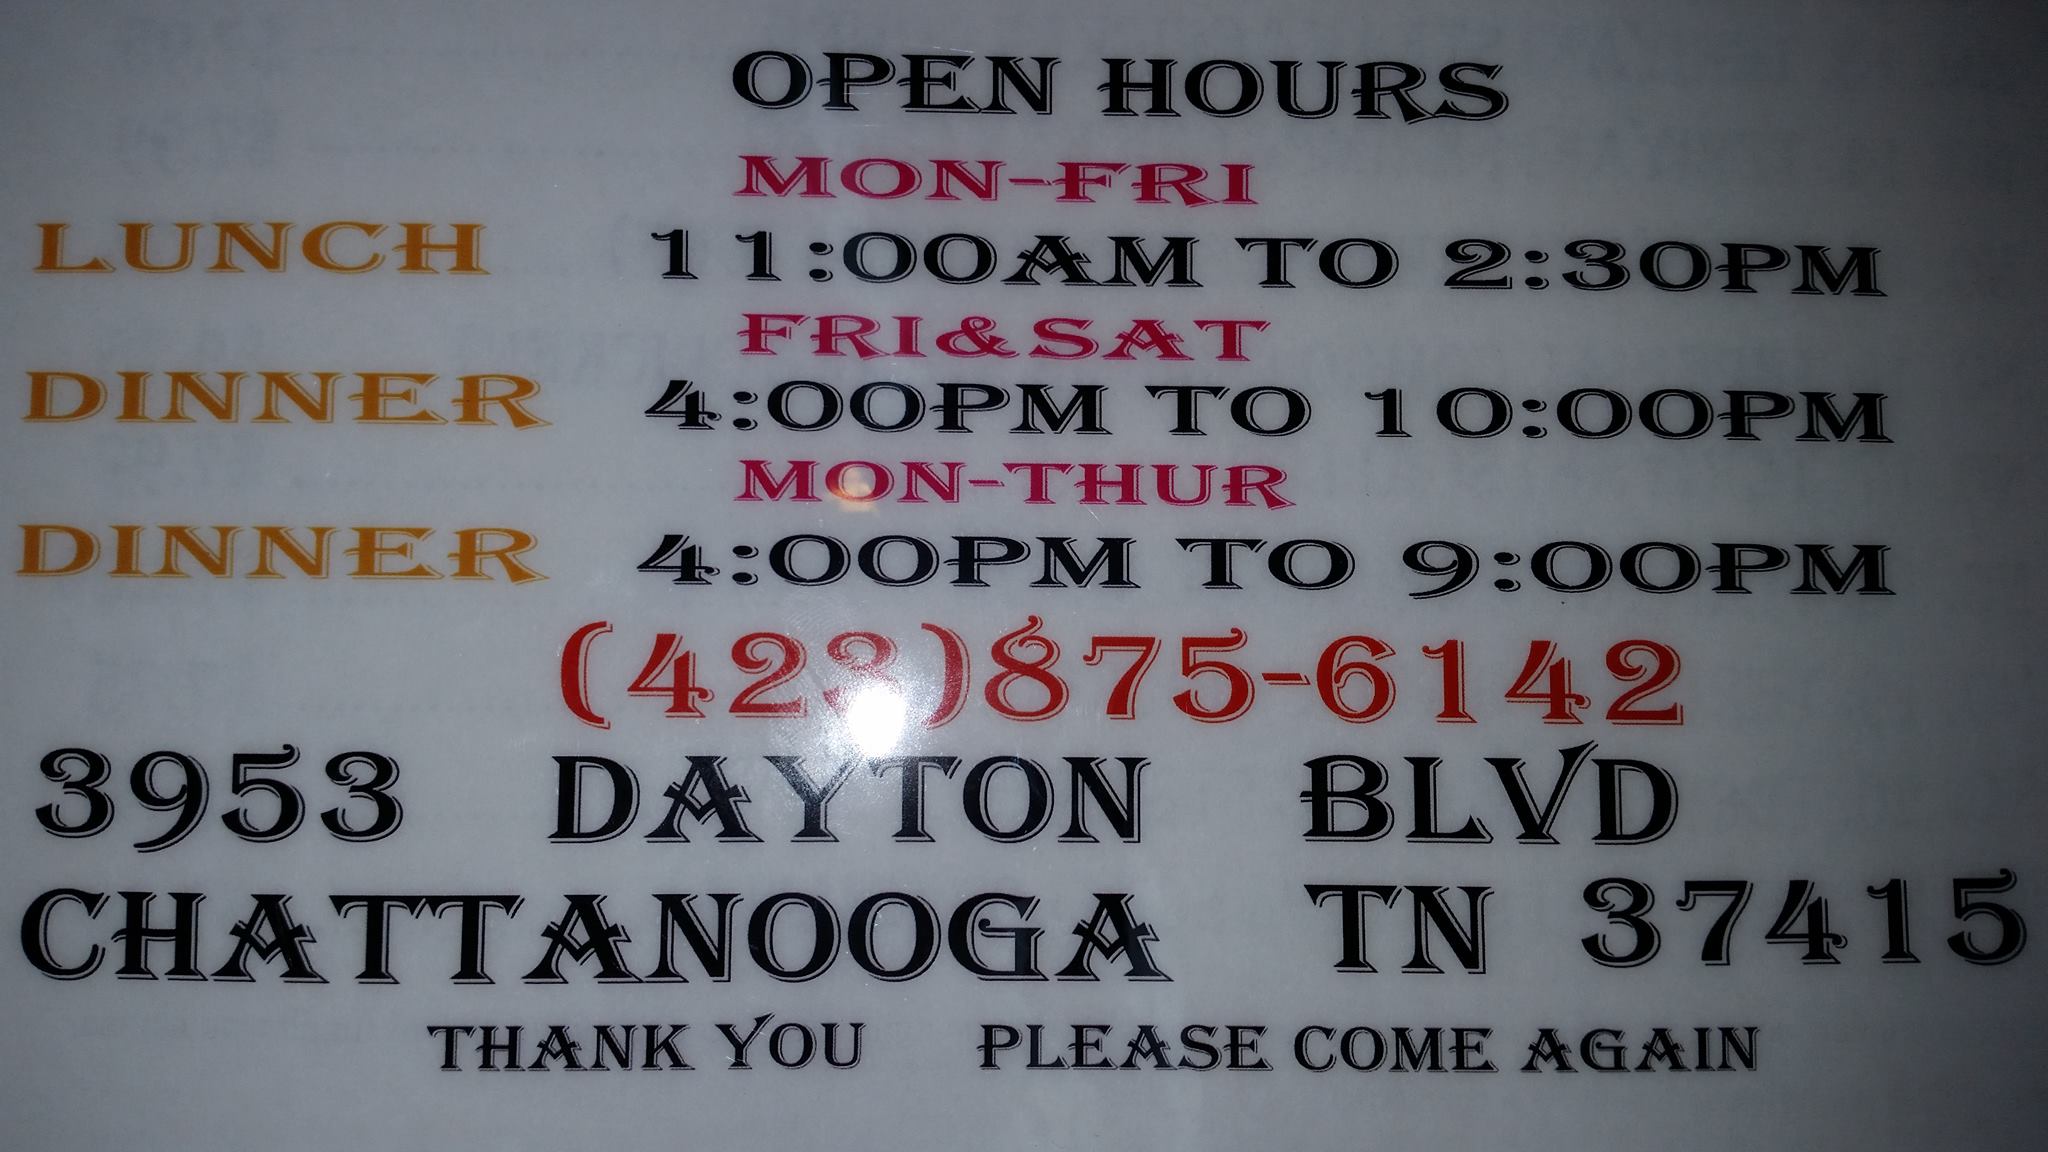 OPEN HOURS
MON-FRI
LUNCH 11:00AM TO 2:30PM
FRI&SAT
DINNER 4:00PM TO 10:00PM
MON-THUR
DINNER 4:00PM TO 9:00PM
(423)875-6142
3953 DAYTON BLVD
CHATTANOOGA TN 37415
THANK YOU PLEASE COME AGAIN